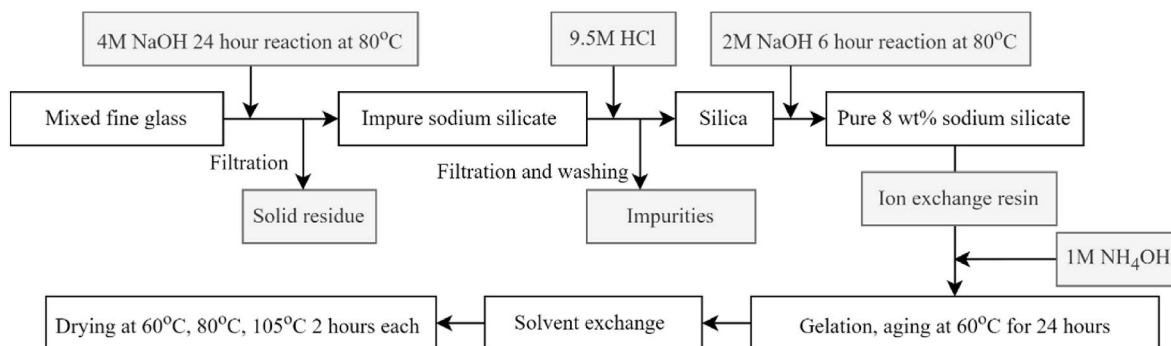 4M NaOH 24 hour reaction at 80°C
9.5M HCl
2M NaOH 6 hour reaction at 80°C
Mixed fine glass
Impure sodium silicate
Silica
Pure 8 wt% sodium silicate
Filtration
Filtration and washing
Solid residue
Impurities
Ion exchange resin
1M NH₄OH
Drying at 60°C, 80°C, 105°C 2 hours each
Solvent exchange
Gelation, aging at 60°C for 24 hours